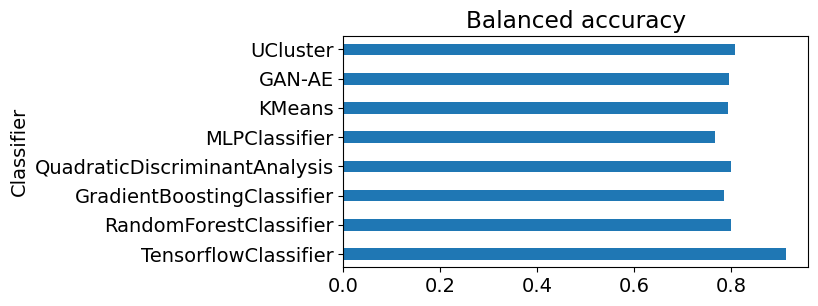 Balanced accuracy
Classifier
UCluster
GAN-AE
KMeans
MLPClassifier
QuadraticDiscriminantAnalysis
GradientBoostingClassifier
RandomForestClassifier
TensorflowClassifier
0.0 0.2 0.4 0.6 0.8